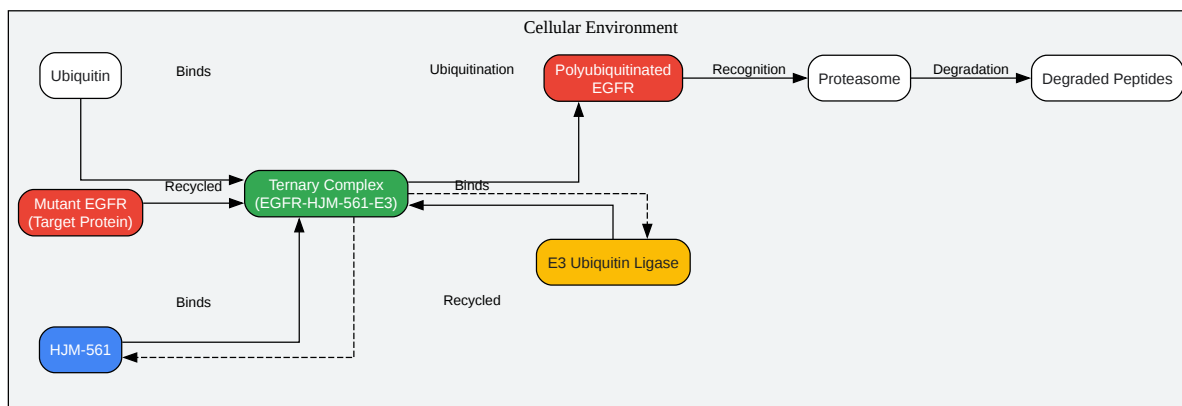 Cellular Environment
Ubiquitin
Binds
Ubiquitination
Polyubiquitinated
EGFR
Recognition
Proteasome
Degradation
Degraded Peptides
Mutant EGFR
(Target Protein)
Recycled
Ternary Complex
(EGFR-HJM-561-E3)
Binds
E3 Ubiquitin Ligase
Binds
Recycled
HJM-561